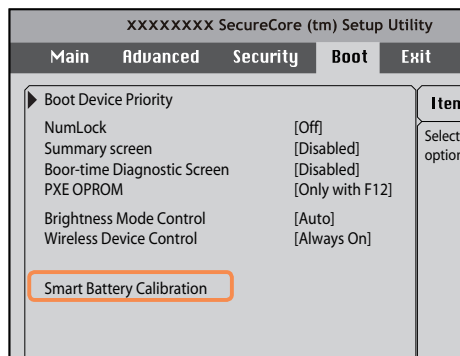 XXXXXXXX SecureCore (tm) Setup Utility
Main Advanced Security Boot Exit
Boot Device Priority
NumLock [Off]
Summary screen [Disabled]
Boor-time Diagnostic Screen [Disabled]
PXE OPROM [Only with F12]
Brightness Mode Control [Auto]
Wireless Device Control [Always On]
Smart Battery Calibration
Select